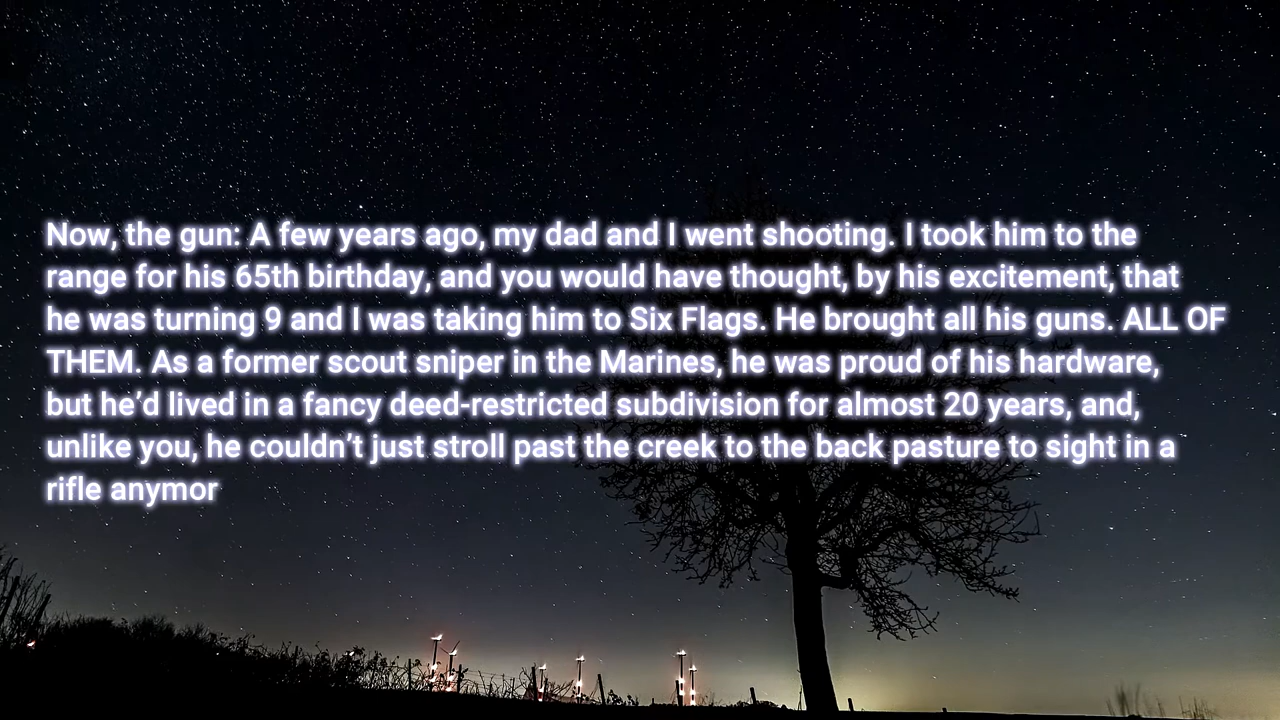 Now, the gun: A few years ago, my dad and I went shooting. I took him to the
range for his 65th birthday, and you would have thought, by his excitement, that
he was turning 9 and I was taking him to Six Flags. He brought all his guns. ALL OF
THEM. As a former scout sniper in the Marines, he was proud of his hardware,
but he’d lived in a fancy deed-restricted subdivision for almost 20 years, and,
unlike you, he couldn’t just stroll past the creek to the back pasture to sight in a
rifle anymor